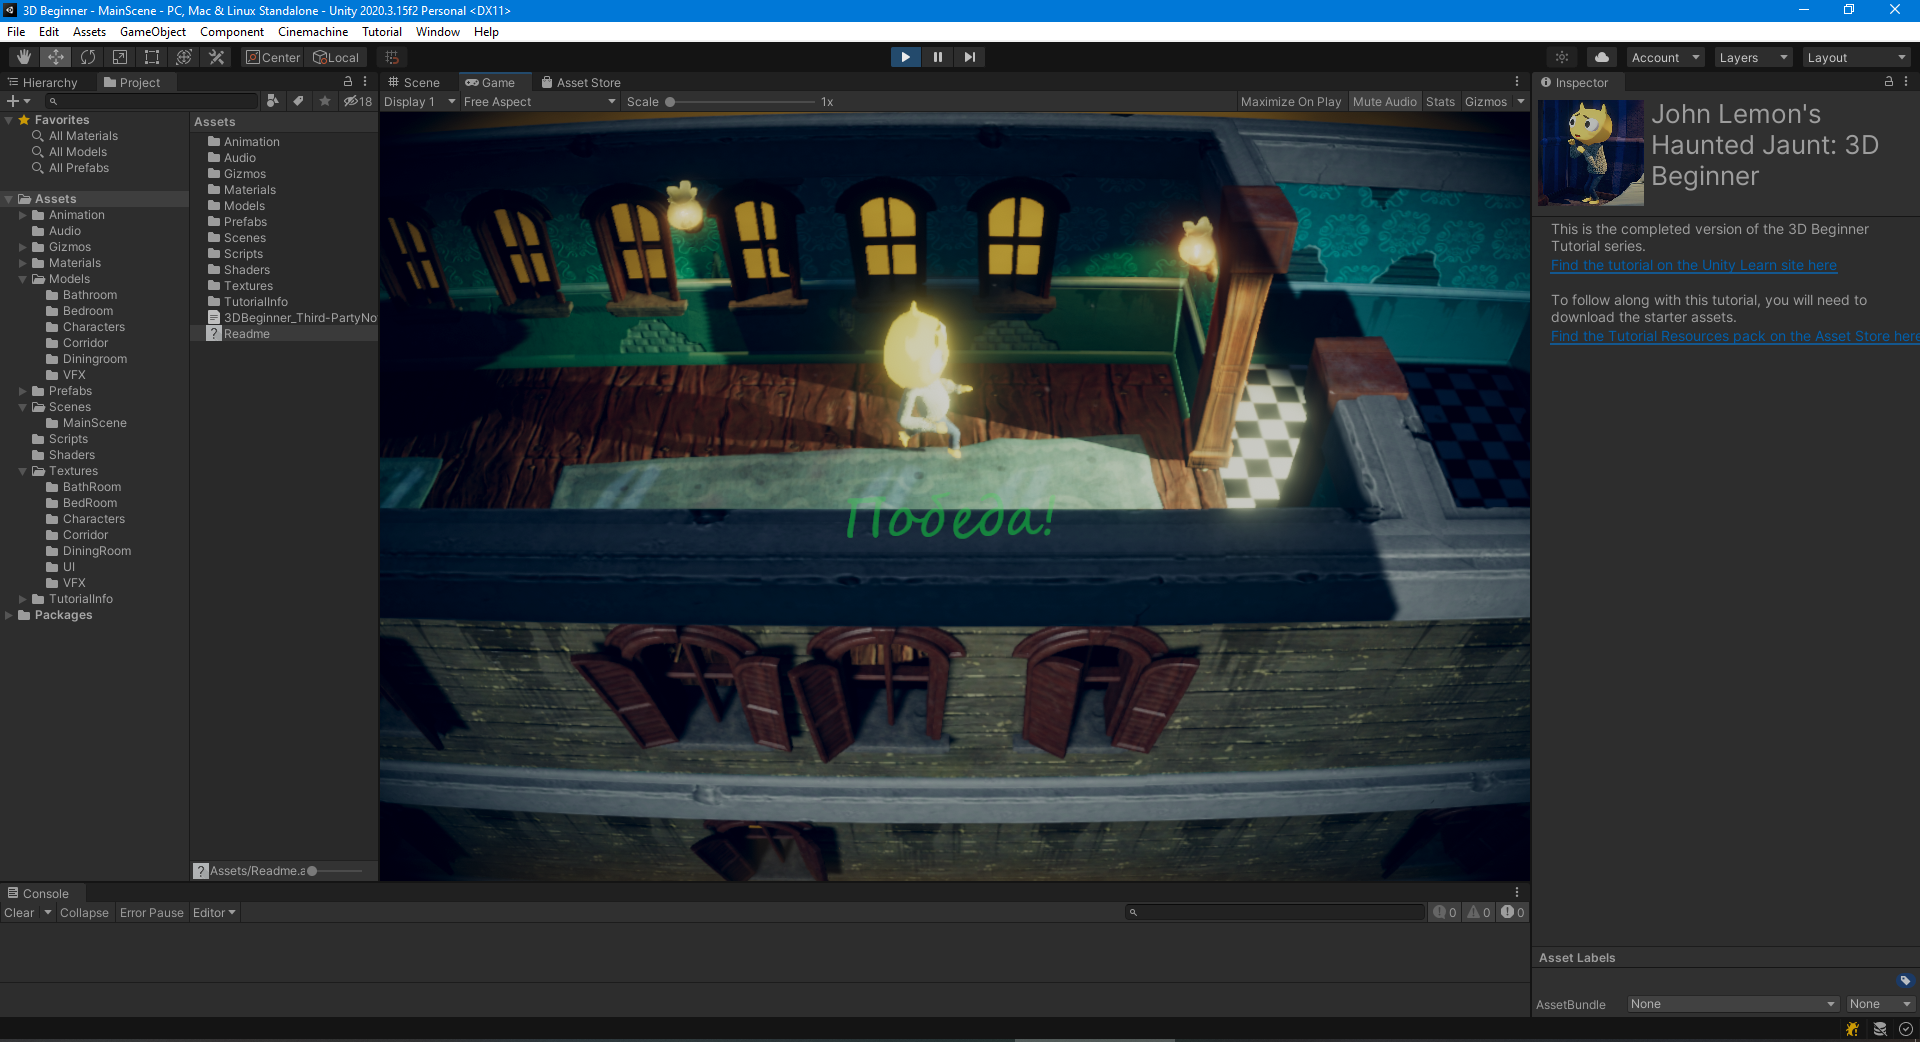 3D Beginner - MainScene - PC, Mac & Linux Standalone - Unity 2020.3.15f2 Personal <DX11>
File Edit Assets GameObject Component Cinemachine Tutorial Window Help
Center Local Account Layers Layout
Hierarchy Project
18
Favorites
All Materials
All Models
All Prefabs
Assets
Animation
Audio
Gizmos
Materials
Models
Bathroom
Bedroom
Characters
Corridor
Diningroom
VFX
Prefabs
Scenes
MainScene
Scripts
Shaders
Textures
BathRoom
BedRoom
Characters
Corridor
DiningRoom
UI
VFX
TutorialInfo
Packages
Assets
Animation
Audio
Gizmos
Materials
Models
Prefabs
Scenes
Scripts
Shaders
Textures
TutorialInfo
3DBeginner_Third-PartyNo
Readme
Assets/Readme.a
Scene Game Asset Store
Display 1 Free Aspect Scale 1x Maximize On Play Mute Audio Stats Gizmos
Победа!
Inspector
John Lemon's
Haunted Jaunt: 3D
Beginner
This is the completed version of the 3D Beginner
Tutorial series.
Find the tutorial on the Unity Learn site here
To follow along with this tutorial, you will need to
download the starter assets.
Find the Tutorial Resources pack on the Asset Store here
Asset Labels
AssetBundle None None
Console
Clear Collapse Error Pause Editor 0 0 0